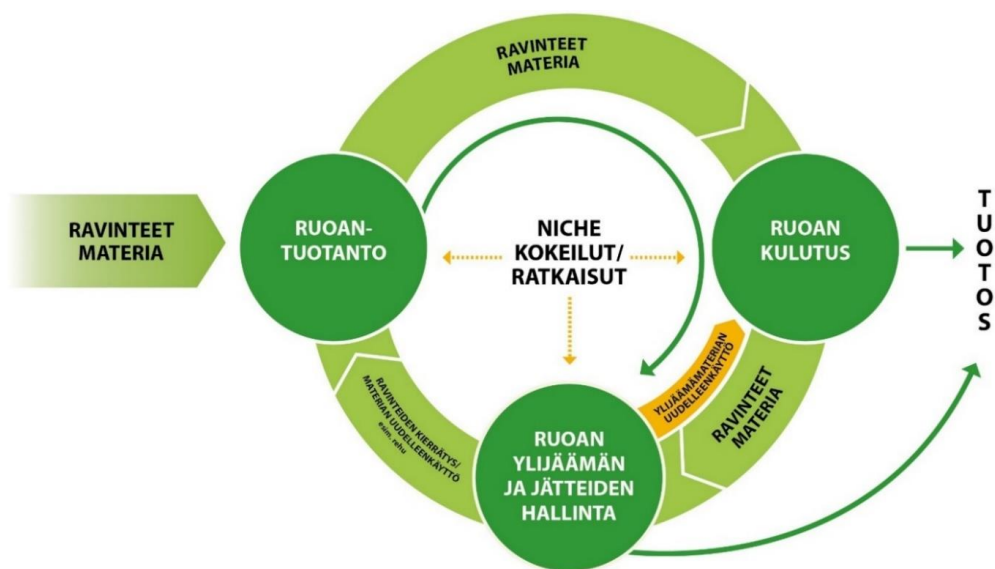 RAVINTEET
MATERIA
RAVINTEET
MATERIA
RUOAN-
TUOTANTO
NICHE
KOKEILUT/
RATKAISUT
RUOAN
KULUTUS
TUOTOS
YLIJÄÄMÄMATERIAN
UUDELLEENKÄYTTÖ
RAVINTEET
MATERIA
RAVINTEIDEN KIERRÄTYS/
MATERIAN UUDELLEENKÄYTTÖ
esim. rehu
RUOAN
YLIJÄÄMÄN
JA JÄTTEIDEN
HALLINTA